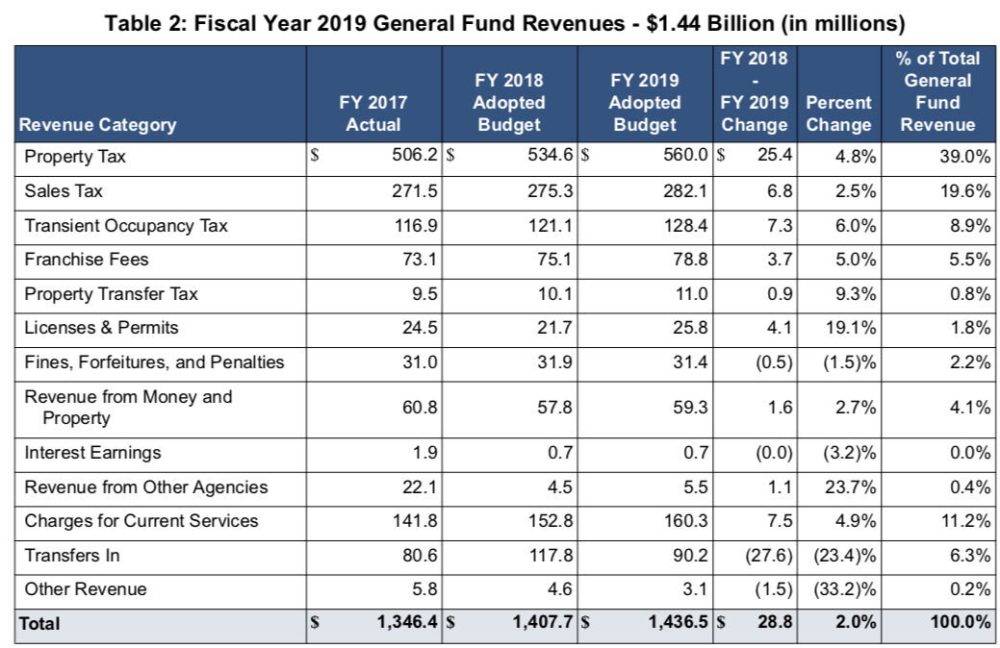 Table 2: Fiscal Year 2019 General Fund Revenues - $1.44 Billion (in millions)
Revenue Category FY 2017 Actual FY 2018 Adopted Budget FY 2019 Adopted Budget FY 2018 - FY 2019 Change Percent Change % of Total General Fund Revenue
Property Tax $ 506.2 $ 534.6 $ 560.0 $ 25.4 4.8% 39.0%
Sales Tax 271.5 275.3 282.1 6.8 2.5% 19.6%
Transient Occupancy Tax 116.9 121.1 128.4 7.3 6.0% 8.9%
Franchise Fees 73.1 75.1 78.8 3.7 5.0% 5.5%
Property Transfer Tax 9.5 10.1 11.0 0.9 9.3% 0.8%
Licenses & Permits 24.5 21.7 25.8 4.1 19.1% 1.8%
Fines, Forfeitures, and Penalties 31.0 31.9 31.4 (0.5) (1.5)% 2.2%
Revenue from Money and
Property 60.8 57.8 59.3 1.6 2.7% 4.1%
Interest Earnings 1.9 0.7 0.7 (0.0) (3.2)% 0.0%
Revenue from Other Agencies 22.1 4.5 5.5 1.1 23.7% 0.4%
Charges for Current Services 141.8 152.8 160.3 7.5 4.9% 11.2%
Transfers In 80.6 117.8 90.2 (27.6) (23.4)% 6.3%
Other Revenue 5.8 4.6 3.1 (1.5) (33.2)% 0.2%
Total $ 1,346.4 $ 1,407.7 $ 1,436.5 $ 28.8 2.0% 100.0%